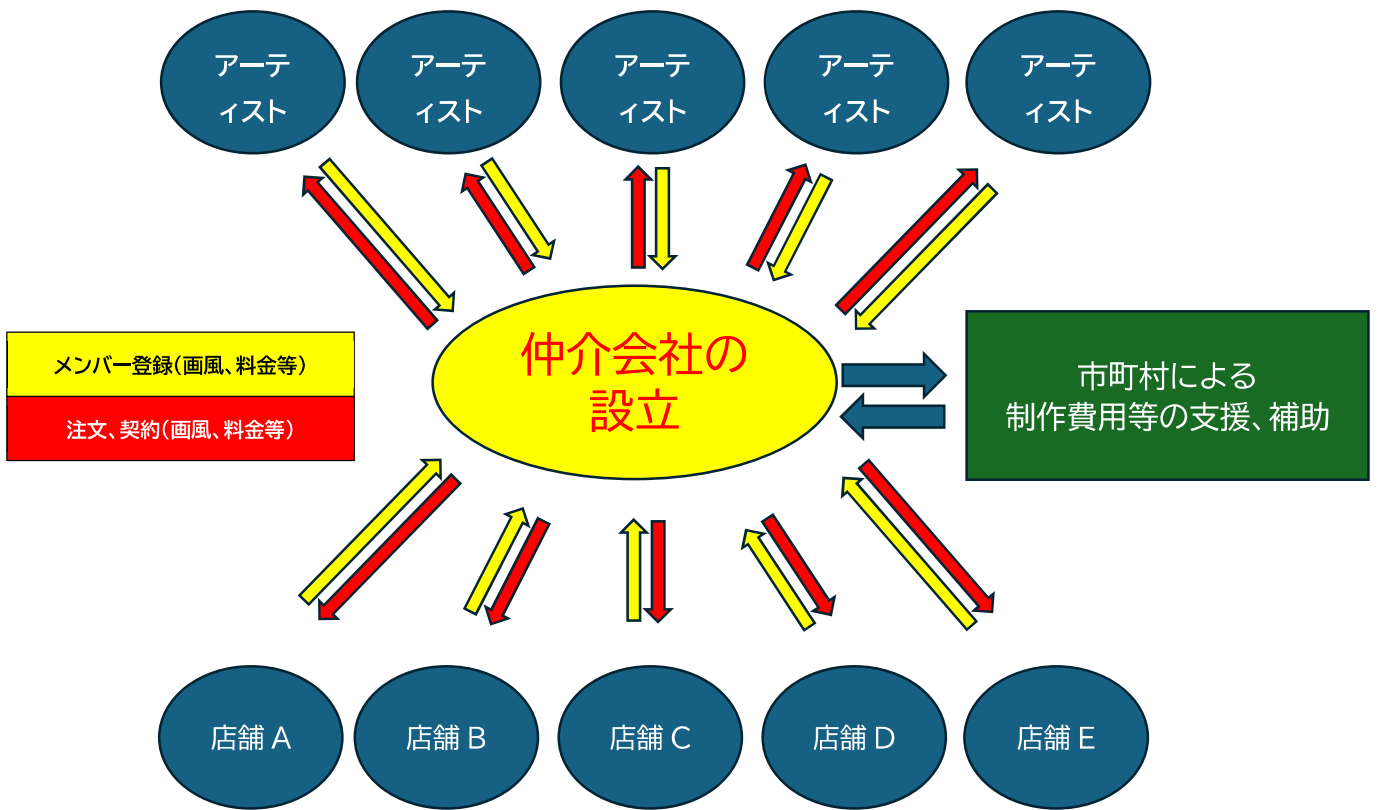 アーテ
ィスト
アーテ
ィスト
アーテ
ィスト
アーテ
ィスト
アーテ
ィスト
仲介会社の
設立
メンバー登録(画風、料金等)
注文、契約(画風、料金等)
市町村による
制作費用等の支援、補助
店舗 A
店舗 B
店舗 C
店舗 D
店舗 E